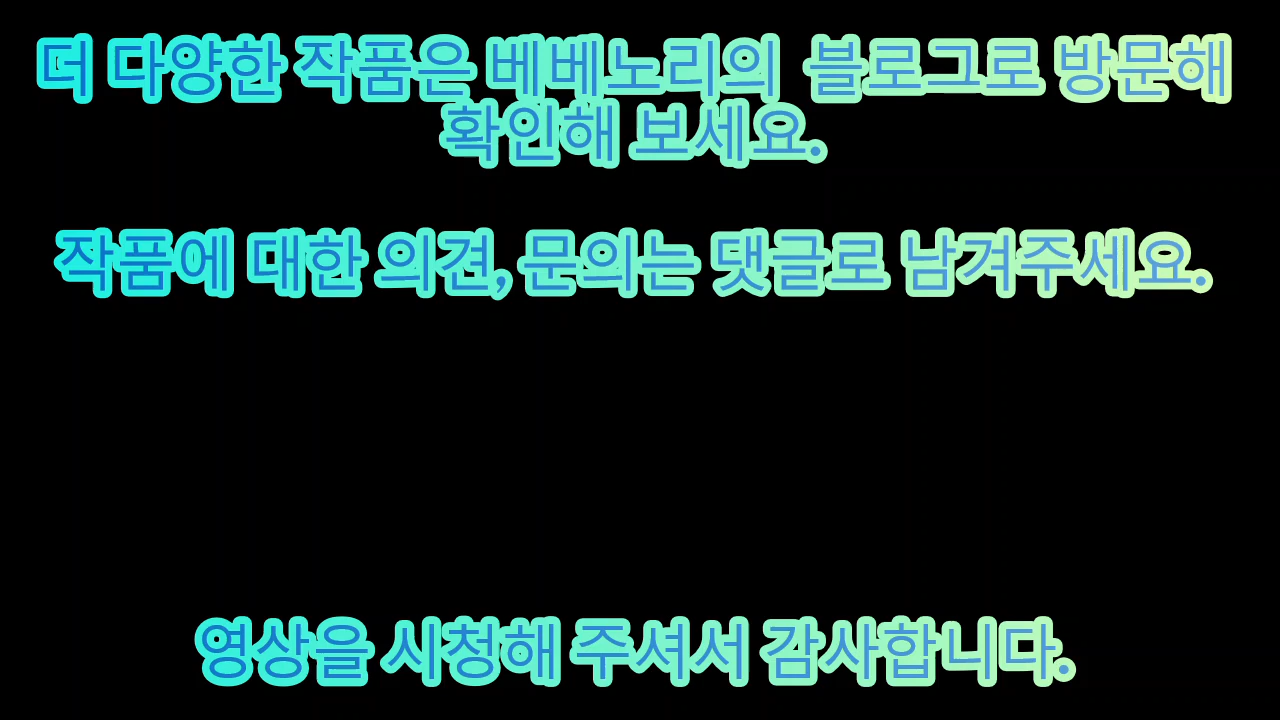 더 다양한 작품은 베베노리의 블로그로 방문해
확인해 보세요.
작품에 대한 의견, 문의는 댓글로 남겨주세요.
영상을 시청해 주셔서 감사합니다.